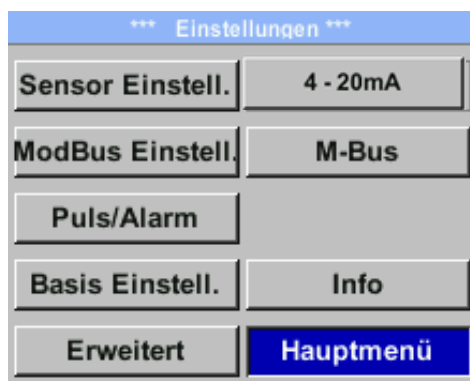 *** Einstellungen ***
Sensor Einstell.
4 - 20mA
ModBus Einstell.
M-Bus
Puls/Alarm
Basis Einstell.
Info
Erweitert
Hauptmenü